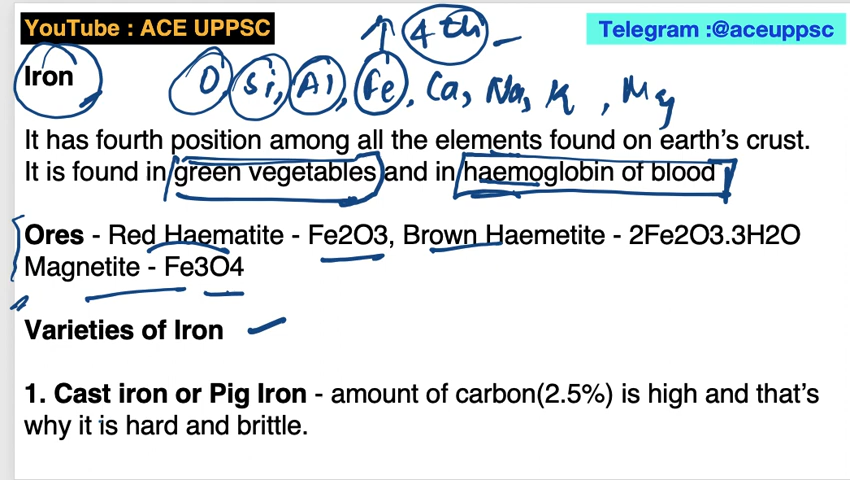 YouTube : ACE UPPSC
4th
Telegram :@aceuppsc
Iron
O, Si, Al, Fe, Ca, Na, K, Mg
It has fourth position among all the elements found on earth's crust.
It is found in green vegetables and in haemoglobin of blood
Ores - Red Haematite - Fe2O3, Brown Haemetite - 2Fe2O3.3H2O
Magnetite - Fe3O4
Varieties of Iron
1. Cast iron or Pig Iron - amount of carbon(2.5%) is high and that's
why it is hard and brittle.